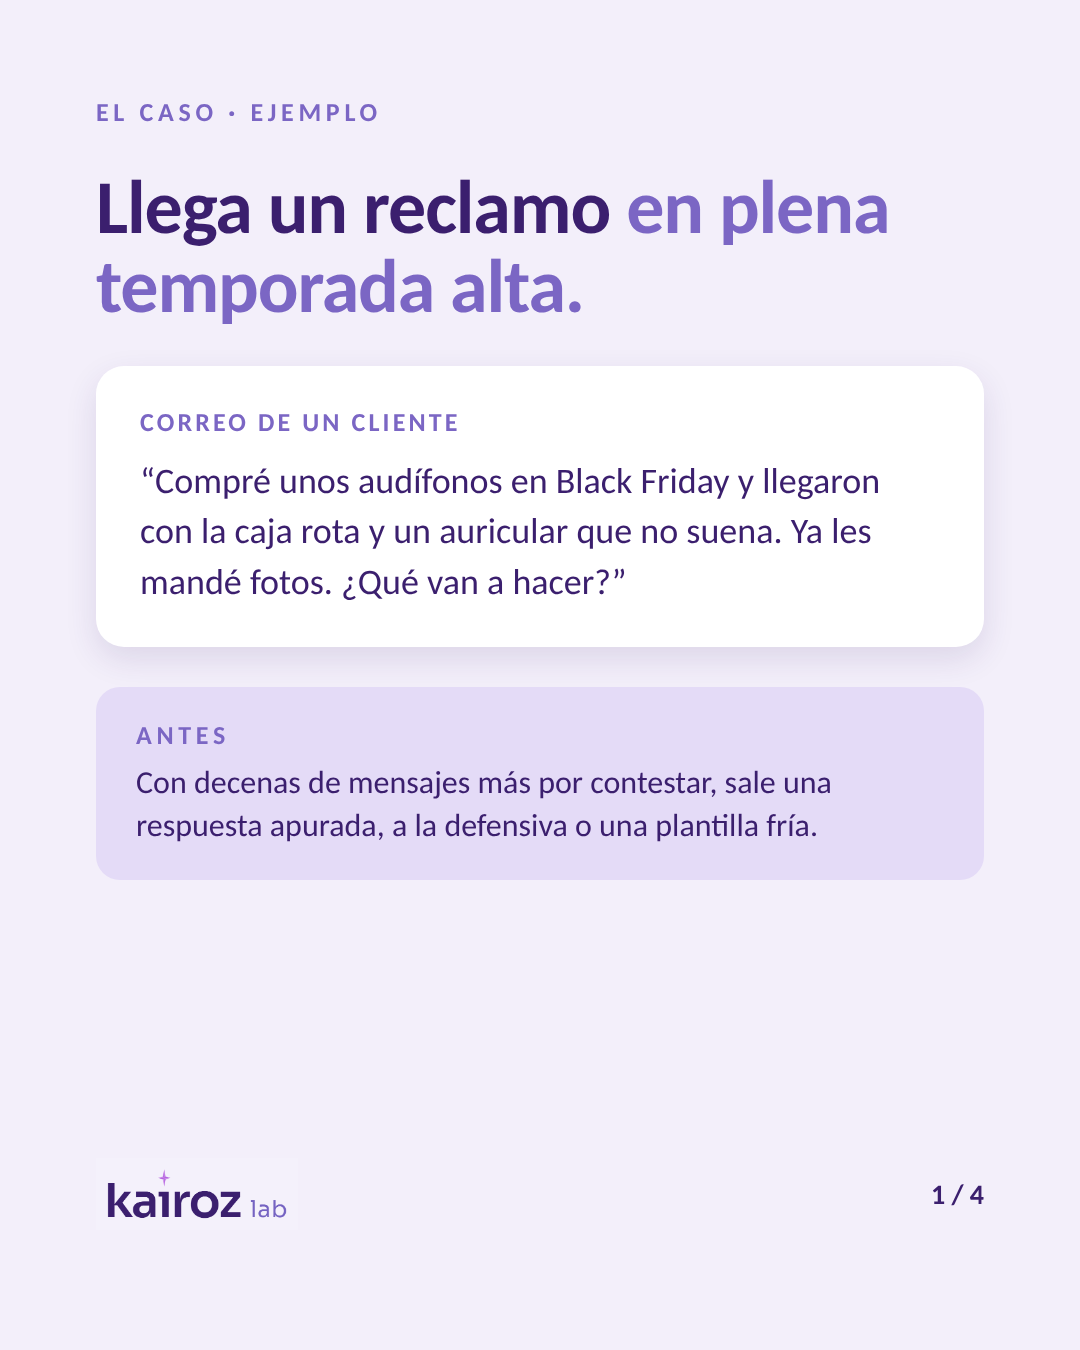 EL CASO · EJEMPLO
Llega un reclamo en plena
temporada alta.
CORREO DE UN CLIENTE
“Compré unos audífonos en Black Friday y llegaron
con la caja rota y un auricular que no suena. Ya les
mandé fotos. ¿Qué van a hacer?”
ANTES
Con decenas de mensajes más por contestar, sale una
respuesta apurada, a la defensiva o una plantilla fría.
kairoz lab
1 / 4